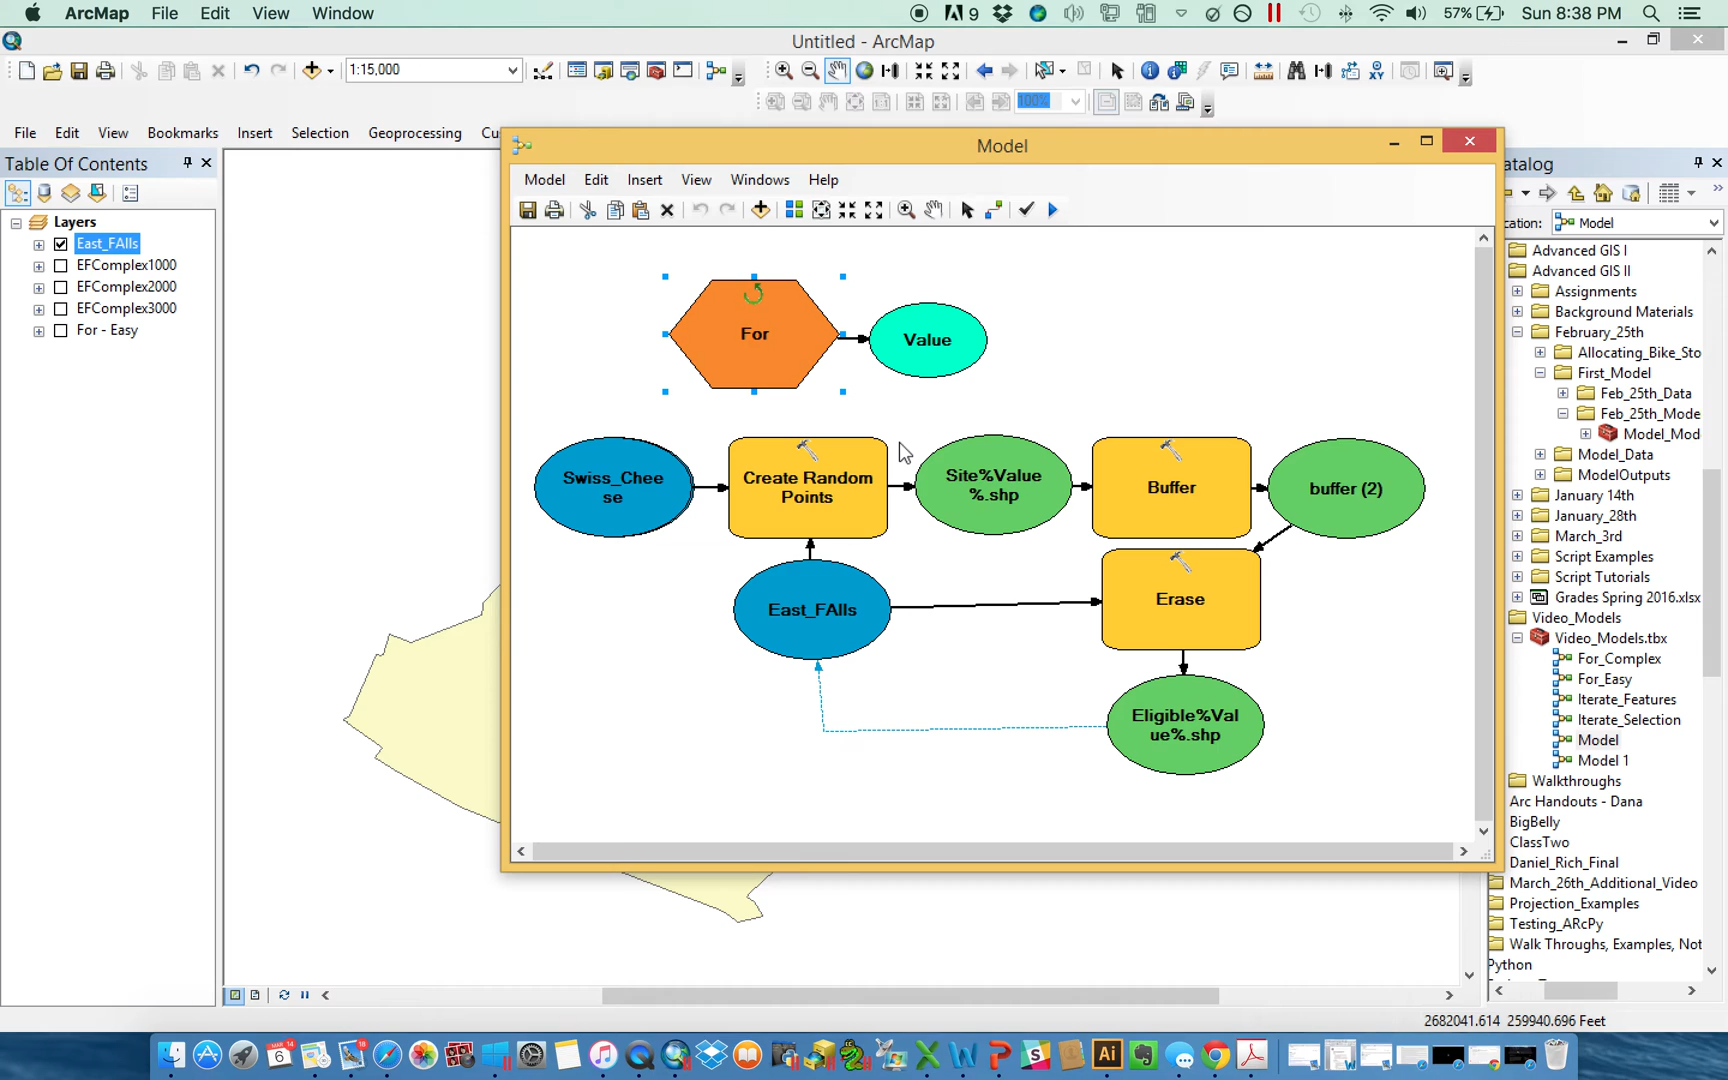 ArcMap File Edit View Window 9 57% Sun 8:38 PM
Untitled - ArcMap
1:15,000
100%
File Edit View Bookmarks Insert Selection Geoprocessing Cu
Table Of Contents
Layers
East_FAlls
EFComplex1000
EFComplex2000
EFComplex3000
For - Easy
Model
Model Edit Insert View Windows Help
For
Value
Swiss_Chee
se
Create Random
Points
Site%Value
%.shp
Buffer
buffer (2)
East_FAlls
Erase
Eligible%Val
ue%.shp
atalog
cation: Model
Advanced GIS I
Advanced GIS II
Assignments
Background Materials
February_25th
Allocating_Bike_Sto
First_Model
Feb_25th_Data
Feb_25th_Mode
Model_Mod
Model_Data
ModelOutputs
January 14th
January_28th
March_3rd
Script Examples
Script Tutorials
Grades Spring 2016.xlsx
Video_Models
Video_Models.tbx
For_Complex
For_Easy
Iterate_Features
Iterate_Selection
Model
Model 1
Walkthroughs
Arc Handouts - Dana
BigBelly
ClassTwo
Daniel_Rich_Final
March_26th_Additional_Video
Projection_Examples
Testing_ARcPy
Walk Throughs, Examples, Not
Python
2682041.614 259940.696 Feet